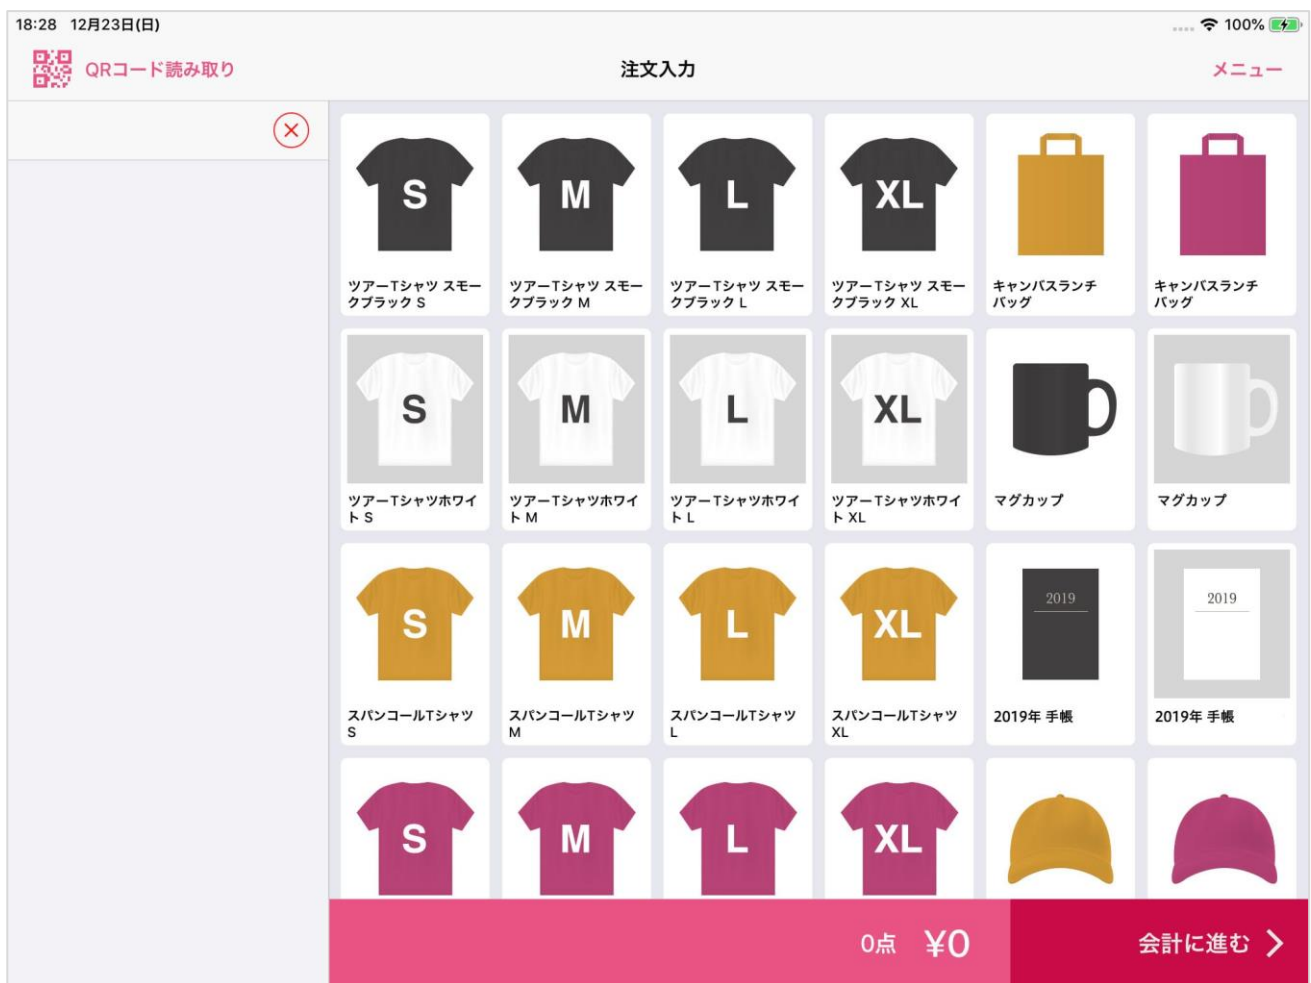 18:28 12月23日(日)
100%
QRコード読み取り
注文入力
メニュー
S
M
L
XL
ツアーTシャツ スモー
クブラック S
ツアーTシャツ スモー
クブラック M
ツアーTシャツ スモー
クブラック L
ツアーTシャツ スモー
クブラック XL
キャンバスランチ
バッグ
キャンバスランチ
バッグ
S
M
L
XL
ツアーTシャツホワイ
ト S
ツアーTシャツホワイ
ト M
ツアーTシャツホワイ
ト L
ツアーTシャツホワイ
ト XL
マグカップ
マグカップ
S
M
L
XL
2019
2019
スパンコールTシャツ
S
スパンコールTシャツ
M
スパンコールTシャツ
L
スパンコールTシャツ
XL
2019年 手帳
2019年 手帳
S
M
L
XL
0点 ¥0
会計に進む